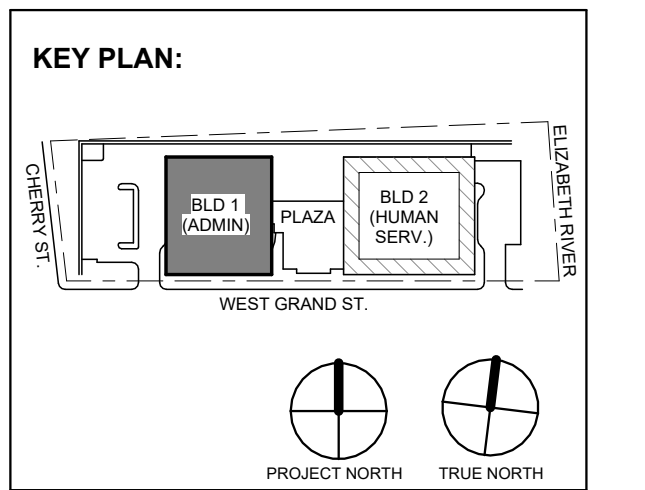 KEY PLAN:
CHERRY ST.
BLD 1
(ADMIN)
PLAZA
BLD 2
(HUMAN
SERV.)
ELIZABETH RIVER
WEST GRAND ST.
PROJECT NORTH
TRUE NORTH